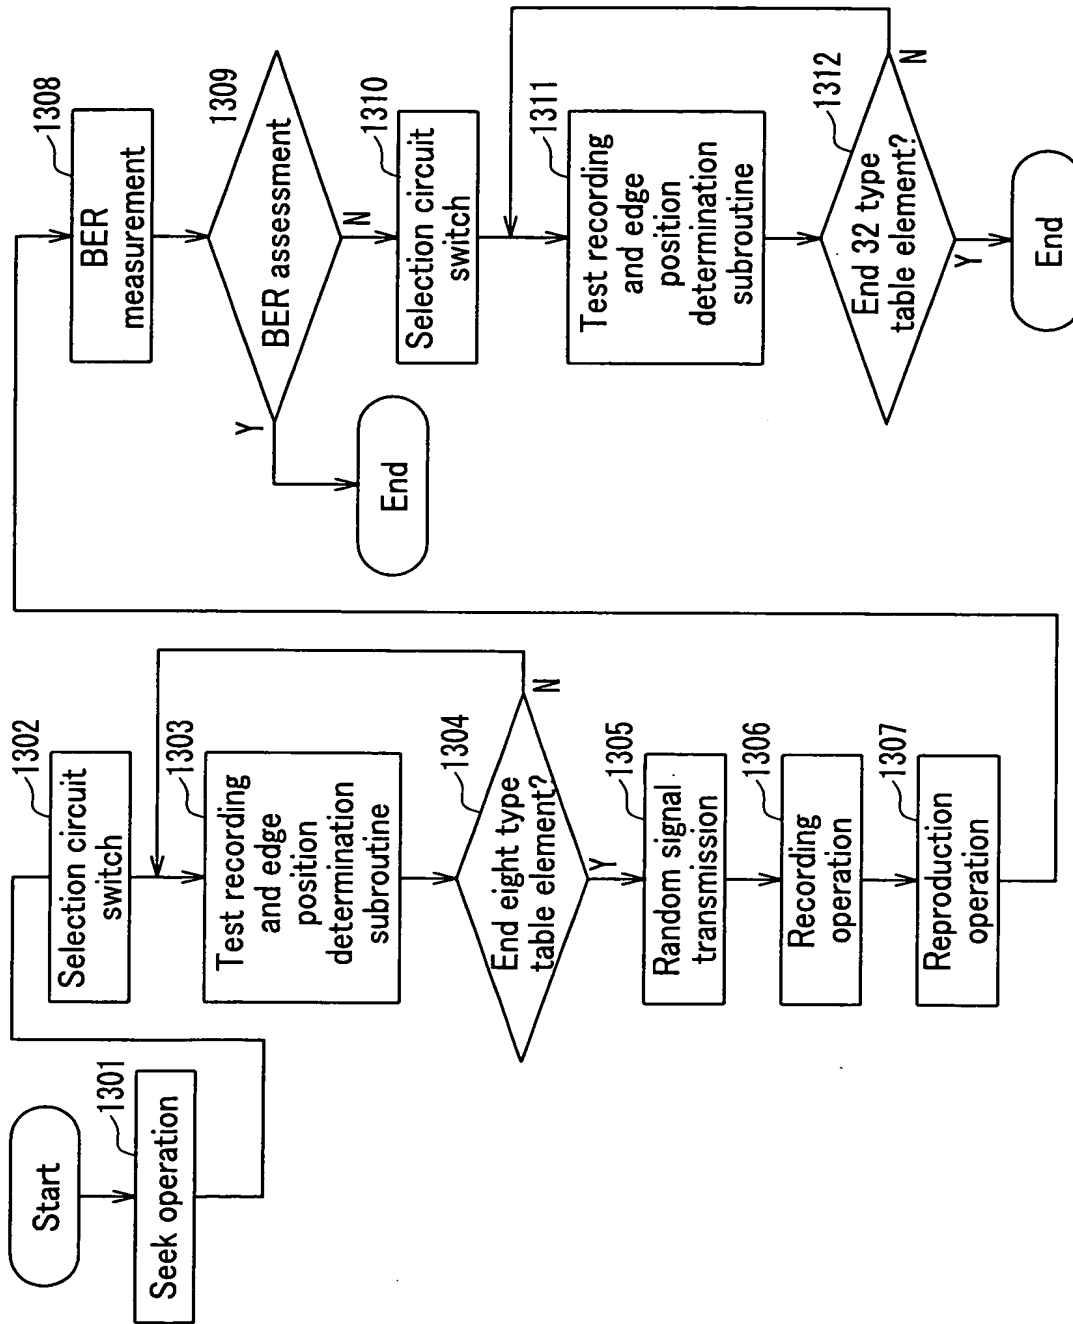 Start
1301
Seek operation
1302
Selection circuit
switch
1303
Test recording
and edge
position
determination
subroutine
1304
End eight type
table element?
N
Y
1305
Random signal
transmission
1306
Recording
operation
1307
Reproduction
operation
1308
BER
measurement
1309
BER assessment
Y
N
End
1310
Selection circuit
switch
1311
Test recording
and edge
position
determination
subroutine
1312
End 32 type
table element?
N
Y
End